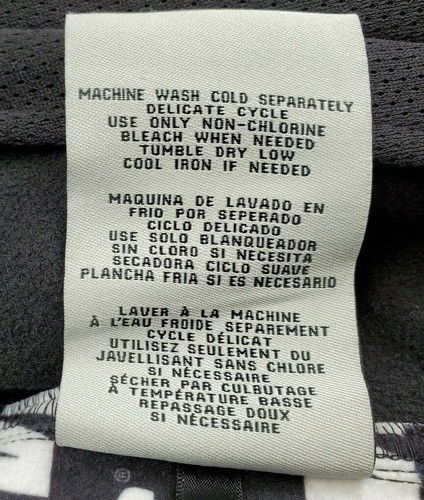 MACHINE WASH COLD SEPARATELY
DELICATE CYCLE
USE ONLY NON-CHLORINE
BLEACH WHEN NEEDED
TUMBLE DRY LOW
COOL IRON IF NEEDED
MAQUINA DE LAVADO EN
FRIO POR SEPERADO
CICLO DELICADO
USE SOLO BLANQUEADOR
SIN CLORO SI NECESITA
SECADORA CICLO SUAVE
PLANCHA FRIA SI ES NECESARIO
LAVER À LA MACHINE
À L'EAU FROIDE SEPAREMENT
CYCLE DÉLICAT
UTILISEZ SEULEMENT DU
JAVELLISANT SANS CHLORE
SI NÉCESSAIRE
SÉCHER PAR CULBUTAGE
À TEMPÉRATURE BASSE
REPASSAGE DOUX
SI NÉCESSAIRE
®